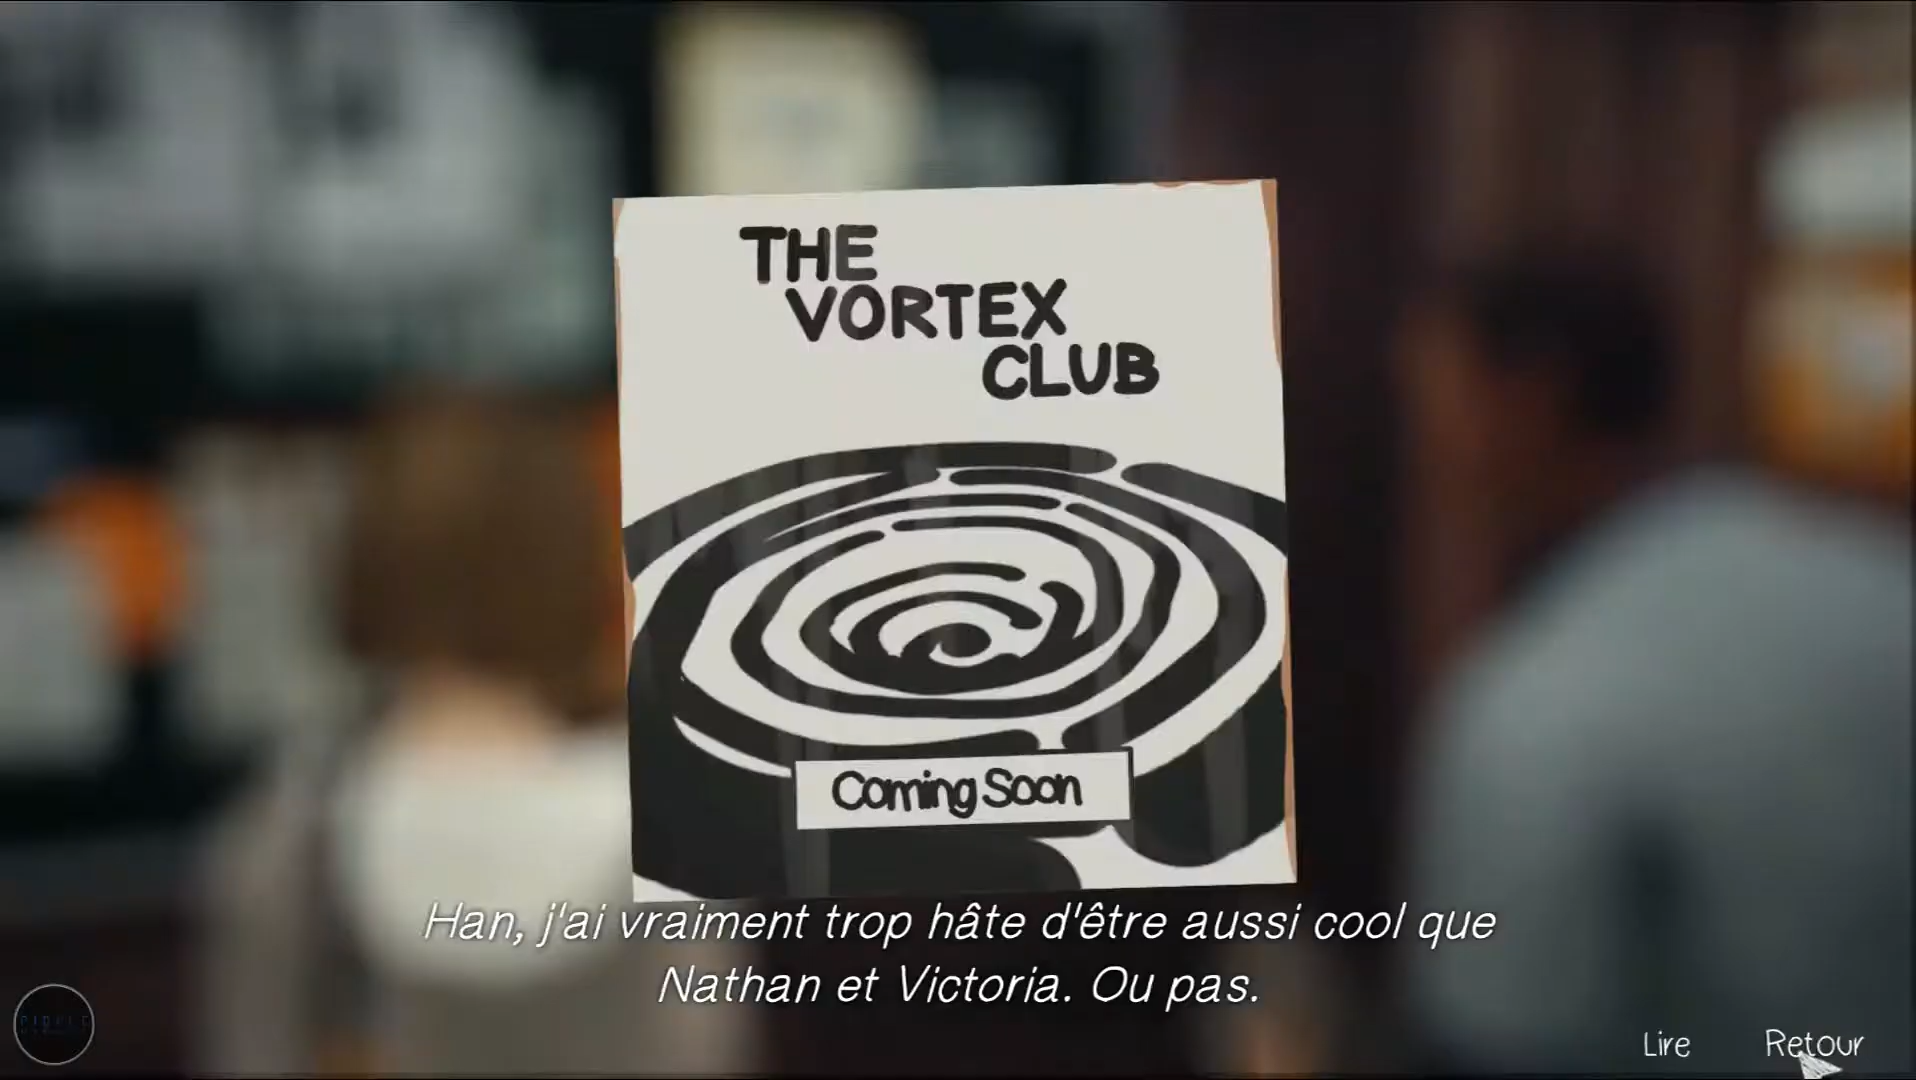 THE
VORTEX
CLUB
Coming Soon
Han, j'ai vraiment trop hâte d'être aussi cool que
Nathan et Victoria. Ou pas.
Lire Retour